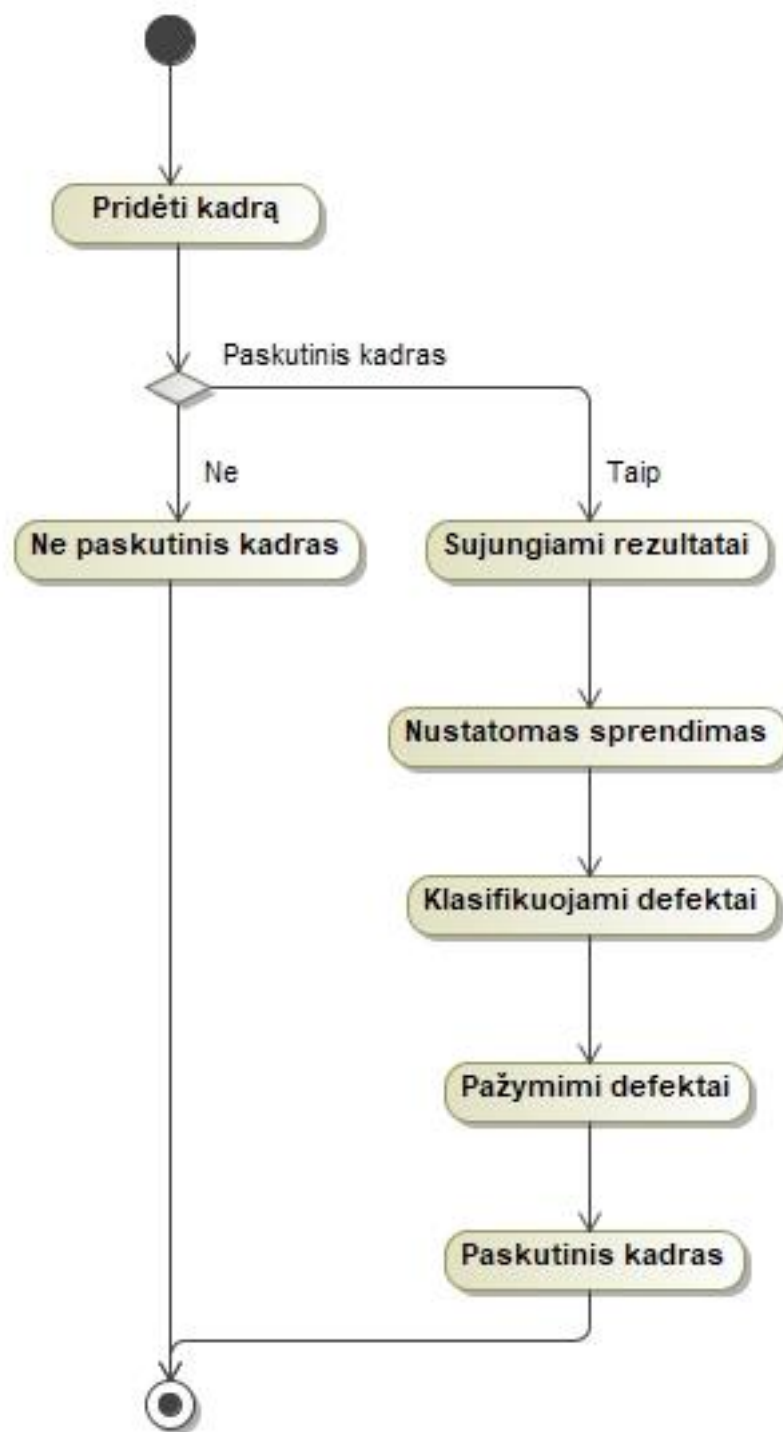 Pridėti kadrą
Paskutinis kadras
Ne
Taip
Ne paskutinis kadras
Sujungiami rezultatai
Nustatomas sprendimas
Klasifikuojami defektai
Pažymimi defektai
Paskutinis kadras